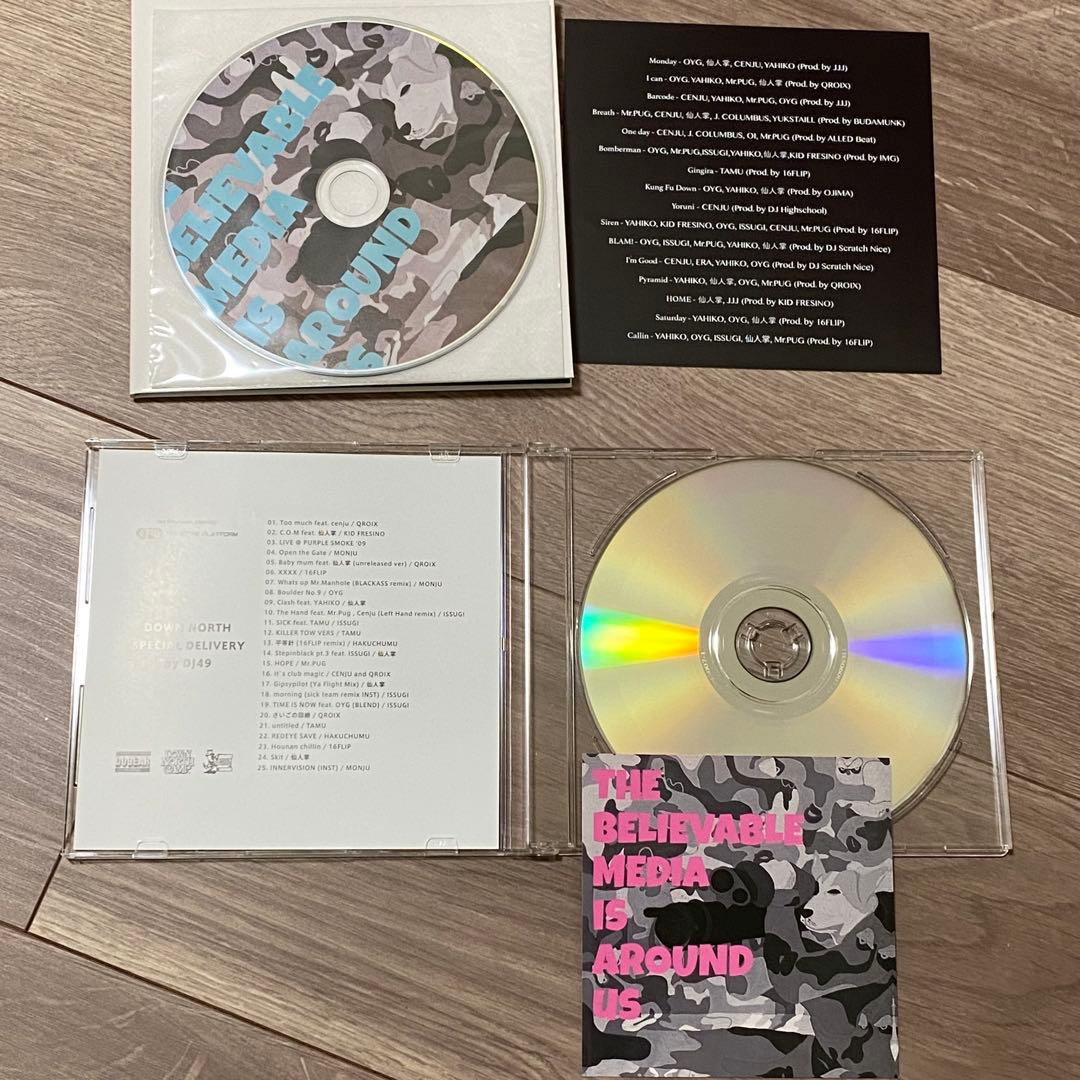 BELIEVABLE
MEDIA
IS
AROUND
Monday - OYG, 仙人掌, CENJU, YAHIKO (Prod. by JJJ)
I can - OYG. YAHIKO, Mr.PUG, 仙人掌 (Prod. by QROIX)
Barcode - CENJU, YAHIKO, Mr.PUG, OYG (Prod. by JJJ)
Breath - Mr.PUG, CENJU, 仙人掌, J. COLUMBUS, YUKSTAILL (Prod. by BUDAMUNK)
One day - CENJU, J. COLUMBUS, OI, Mr.PUG (Prod. by ALLED Beat)
Bomberman - OYG, Mr.PUG,ISSUGI,YAHIKO,仙人掌,KID FRESINO (Prod. by IMG)
Gingira - TAMU (Prod. by 16FLIP)
Kung Fu Down - OYG, YAHIKO, 仙人掌 (Prod. by OJIMA)
Yoruni - CENJU (Prod. by DJ Highschool)
Siren - YAHIKO, KID FRESINO, OYG, ISSUGI, CENJU, Mr.PUG (Prod. by 16FLIP)
BLAM! - OYG, ISSUGI, Mr.PUG, YAHIKO, 仙人掌 (Prod. by DJ Scratch Nice)
I'm Good - CENJU, ERA, YAHIKO, OYG (Prod. by DJ Scratch Nice)
Pyramid - YAHIKO, 仙人掌, OYG, Mr.PUG (Prod. by QROIX)
HOME - 仙人掌, JJJ (Prod. by KID FRESINO)
Saturday - YAHIKO, OYG, 仙人掌 (Prod. by 16FLIP)
Callin - YAHIKO, OYG, ISSUGI, 仙人掌, Mr.PUG (Prod. by 16FLIP)
DOWN NORTH
SPECIAL DELIVERY
by DJ49
01. Too much feat. cenju / QROIX
02. C.O.M feat. 仙人掌 / KID FRESINO
03. LIVE @ PURPLE SMOKE '09
04. Open the Gate / MONJU
05. Baby mum feat. 仙人掌 (unreleased ver) / QROIX
06. XXXX / 16FLIP
07. Whats up Mr.Manhole (BLACKASS remix) / MONJU
08. Boulder No.9 / OYG
09. Clash feat. YAHIKO / 仙人掌
10. The Hand feat. Mr.Pug , Cenju (Left Hand remix) / ISSUGI
11. SICK feat. TAMU / ISSUGI
12. KILLER TOW VERS / TAMU
13. 平等針 (16FLIP remix) / HAKUCHUMU
14. Stepinblack pt.3 feat. ISSUGI / 仙人掌
15. HOPE / Mr.PUG
16. It's club magic / CENJU and QROIX
17. Gipsypilot (Ya Flight Mix) / 仙人掌
18. morning (sick team remix INST) / ISSUGI
19. TIME IS NOW feat. OYG (BLEND) / ISSUGI
20. さいごの回線 / QROIX
21. untitled / TAMU
22. REDEYE SAVE / HAKUCHUMU
23. Hounan chillin / 16FLIP
24. Skit / 仙人掌
25. INNERVISION (INST) / MONJU
DOGEAR
DOWN
NORTH
CAMP
THE
BELIEVABLE
MEDIA
IS
AROUND
US